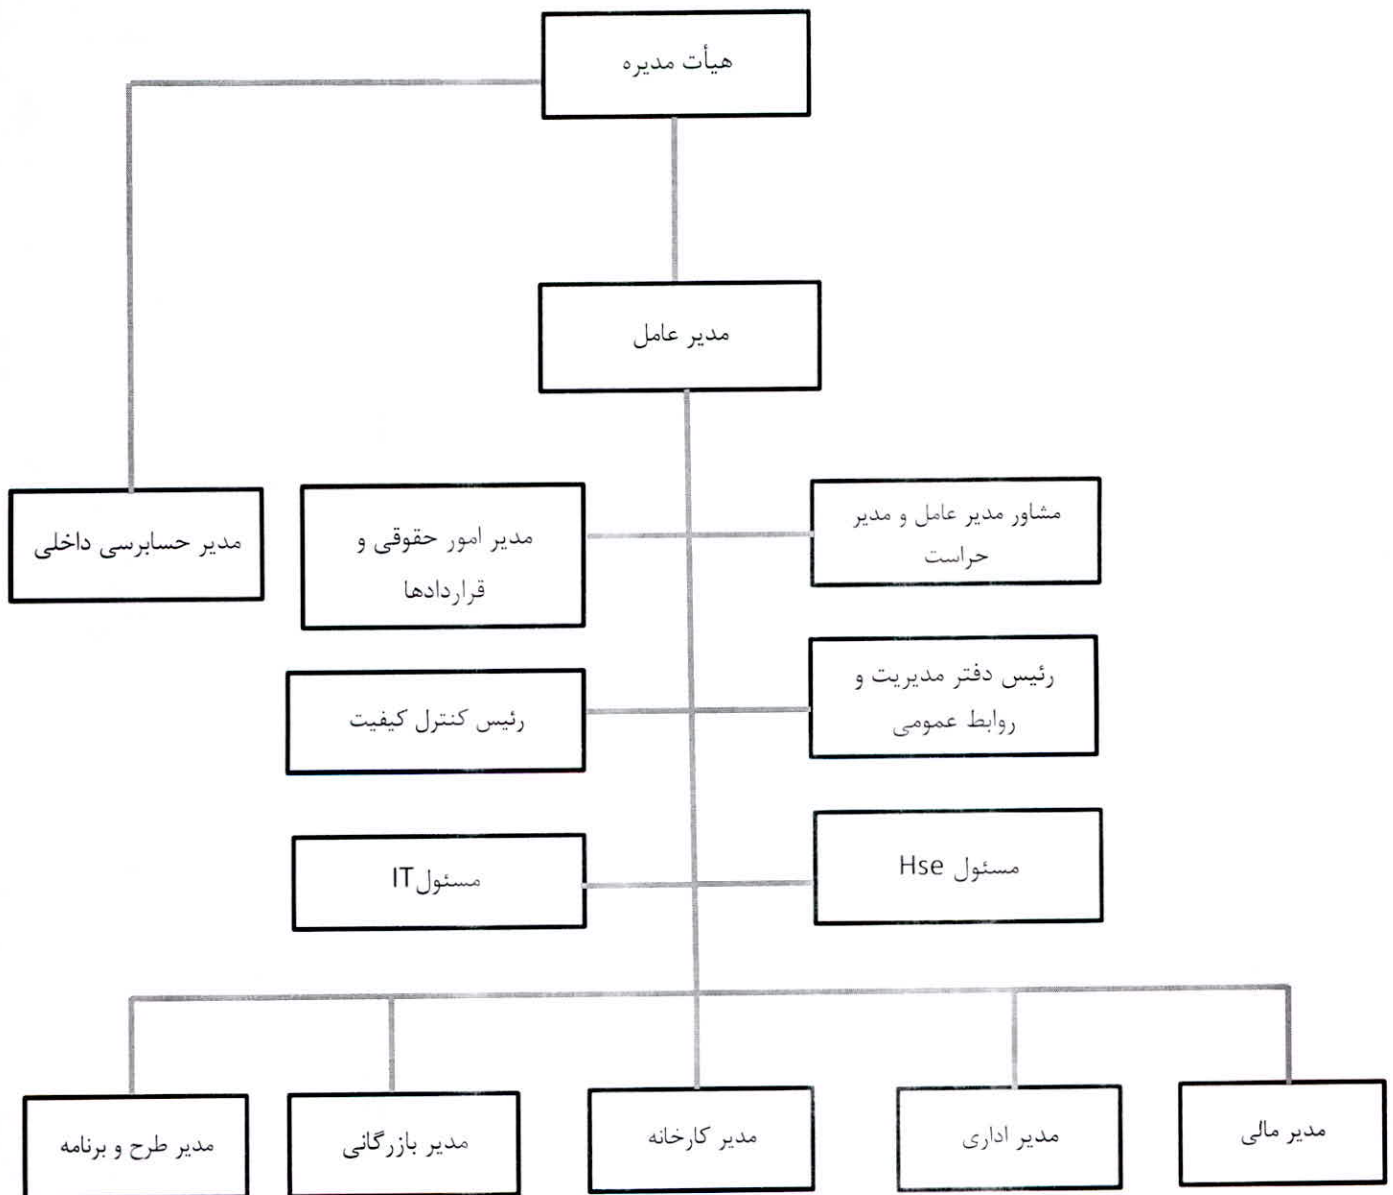 هیأت مدیره
مدیر عامل
مشاور مدیر عامل و مدیر
حراست
مدیر امور حقوقی و
قراردادها
مدیر حسابرسی داخلی
رئیس دفتر مدیریت و
روابط عمومی
رئیس کنترل کیفیت
مسئول Hse
مسئولIT
مدیر مالی
مدیر اداری
مدیر کارخانه
مدیر بازرگانی
مدیر طرح و برنامه